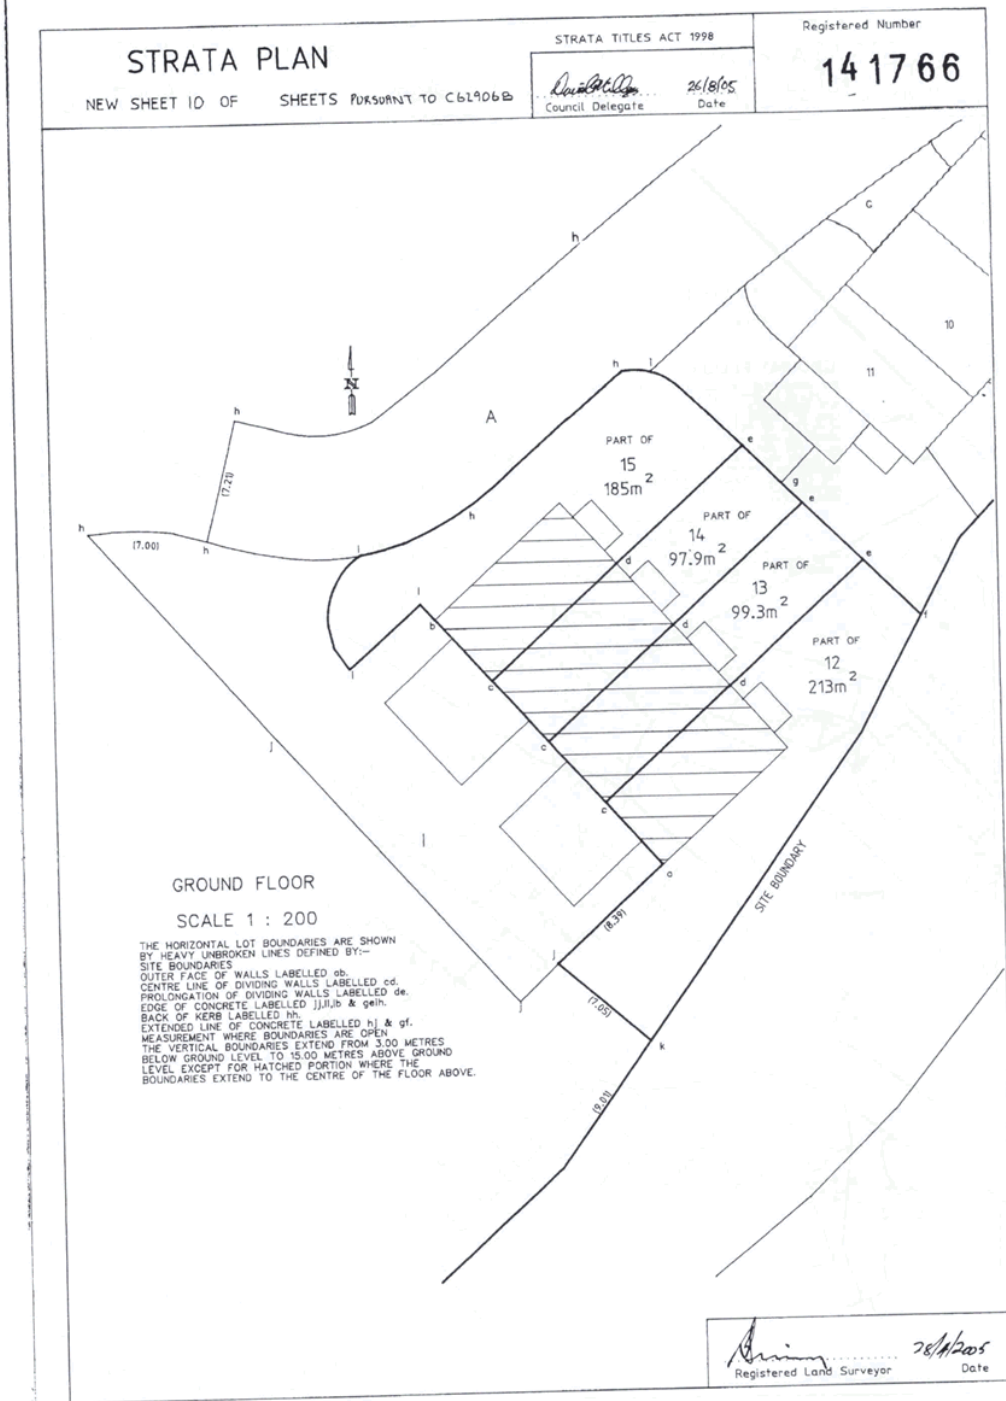 STRATA PLAN
NEW SHEET 10 OF SHEETS PURSUANT TO C62906B
STRATA TITLES ACT 1998
26/8/05
Council Delegate Date
Registered Number
141766
h
G
10
11
h l
h
A
N
PART OF
15
185m²
e
g
e
(7.21)
h
PART OF
14
97.9m²
h
(7.00)
h
l
d
e
PART OF
13
99.3m²
l
b
d
f
PART OF
12
213m²
l
c
d
j
c
c
l
a
SITE BOUNDARY
(8.39)
j
(7.05)
j
k
(9.01)
GROUND FLOOR
SCALE 1 : 200
THE HORIZONTAL LOT BOUNDARIES ARE SHOWN
BY HEAVY UNBROKEN LINES DEFINED BY:-
SITE BOUNDARIES
OUTER FACE OF WALLS LABELLED ab.
CENTRE LINE OF DIVIDING WALLS LABELLED cd.
PROLONGATION OF DIVIDING WALLS LABELLED de.
EDGE OF CONCRETE LABELLED jj,ll,lb & gelh.
BACK OF KERB LABELLED hh.
EXTENDED LINE OF CONCRETE LABELLED hj & gf.
MEASUREMENT WHERE BOUNDARIES ARE OPEN
THE VERTICAL BOUNDARIES EXTEND FROM 3.00 METRES
BELOW GROUND LEVEL TO 15.00 METRES ABOVE GROUND
LEVEL EXCEPT FOR HATCHED PORTION WHERE THE
BOUNDARIES EXTEND TO THE CENTRE OF THE FLOOR ABOVE.
Registered Land Surveyor Date